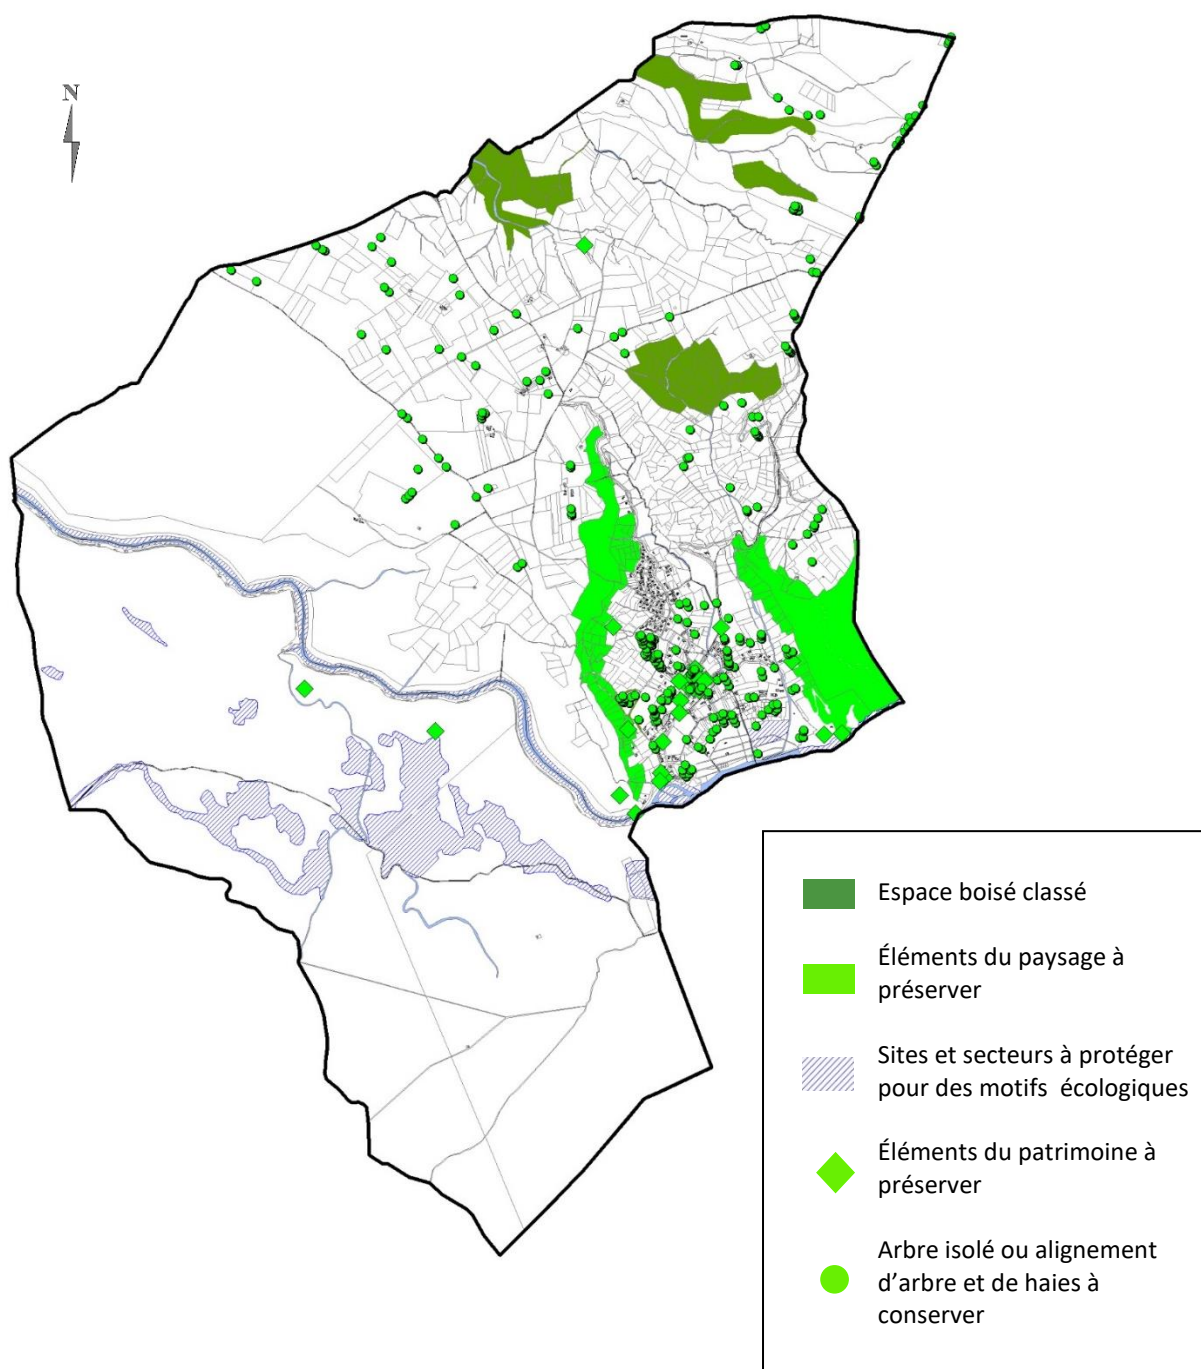 N
Espace boisé classé
Éléments du paysage à
préserver
Sites et secteurs à protéger
pour des motifs  écologiques
Éléments du patrimoine à
préserver
Arbre isolé ou alignement
d’arbre et de haies à
conserver